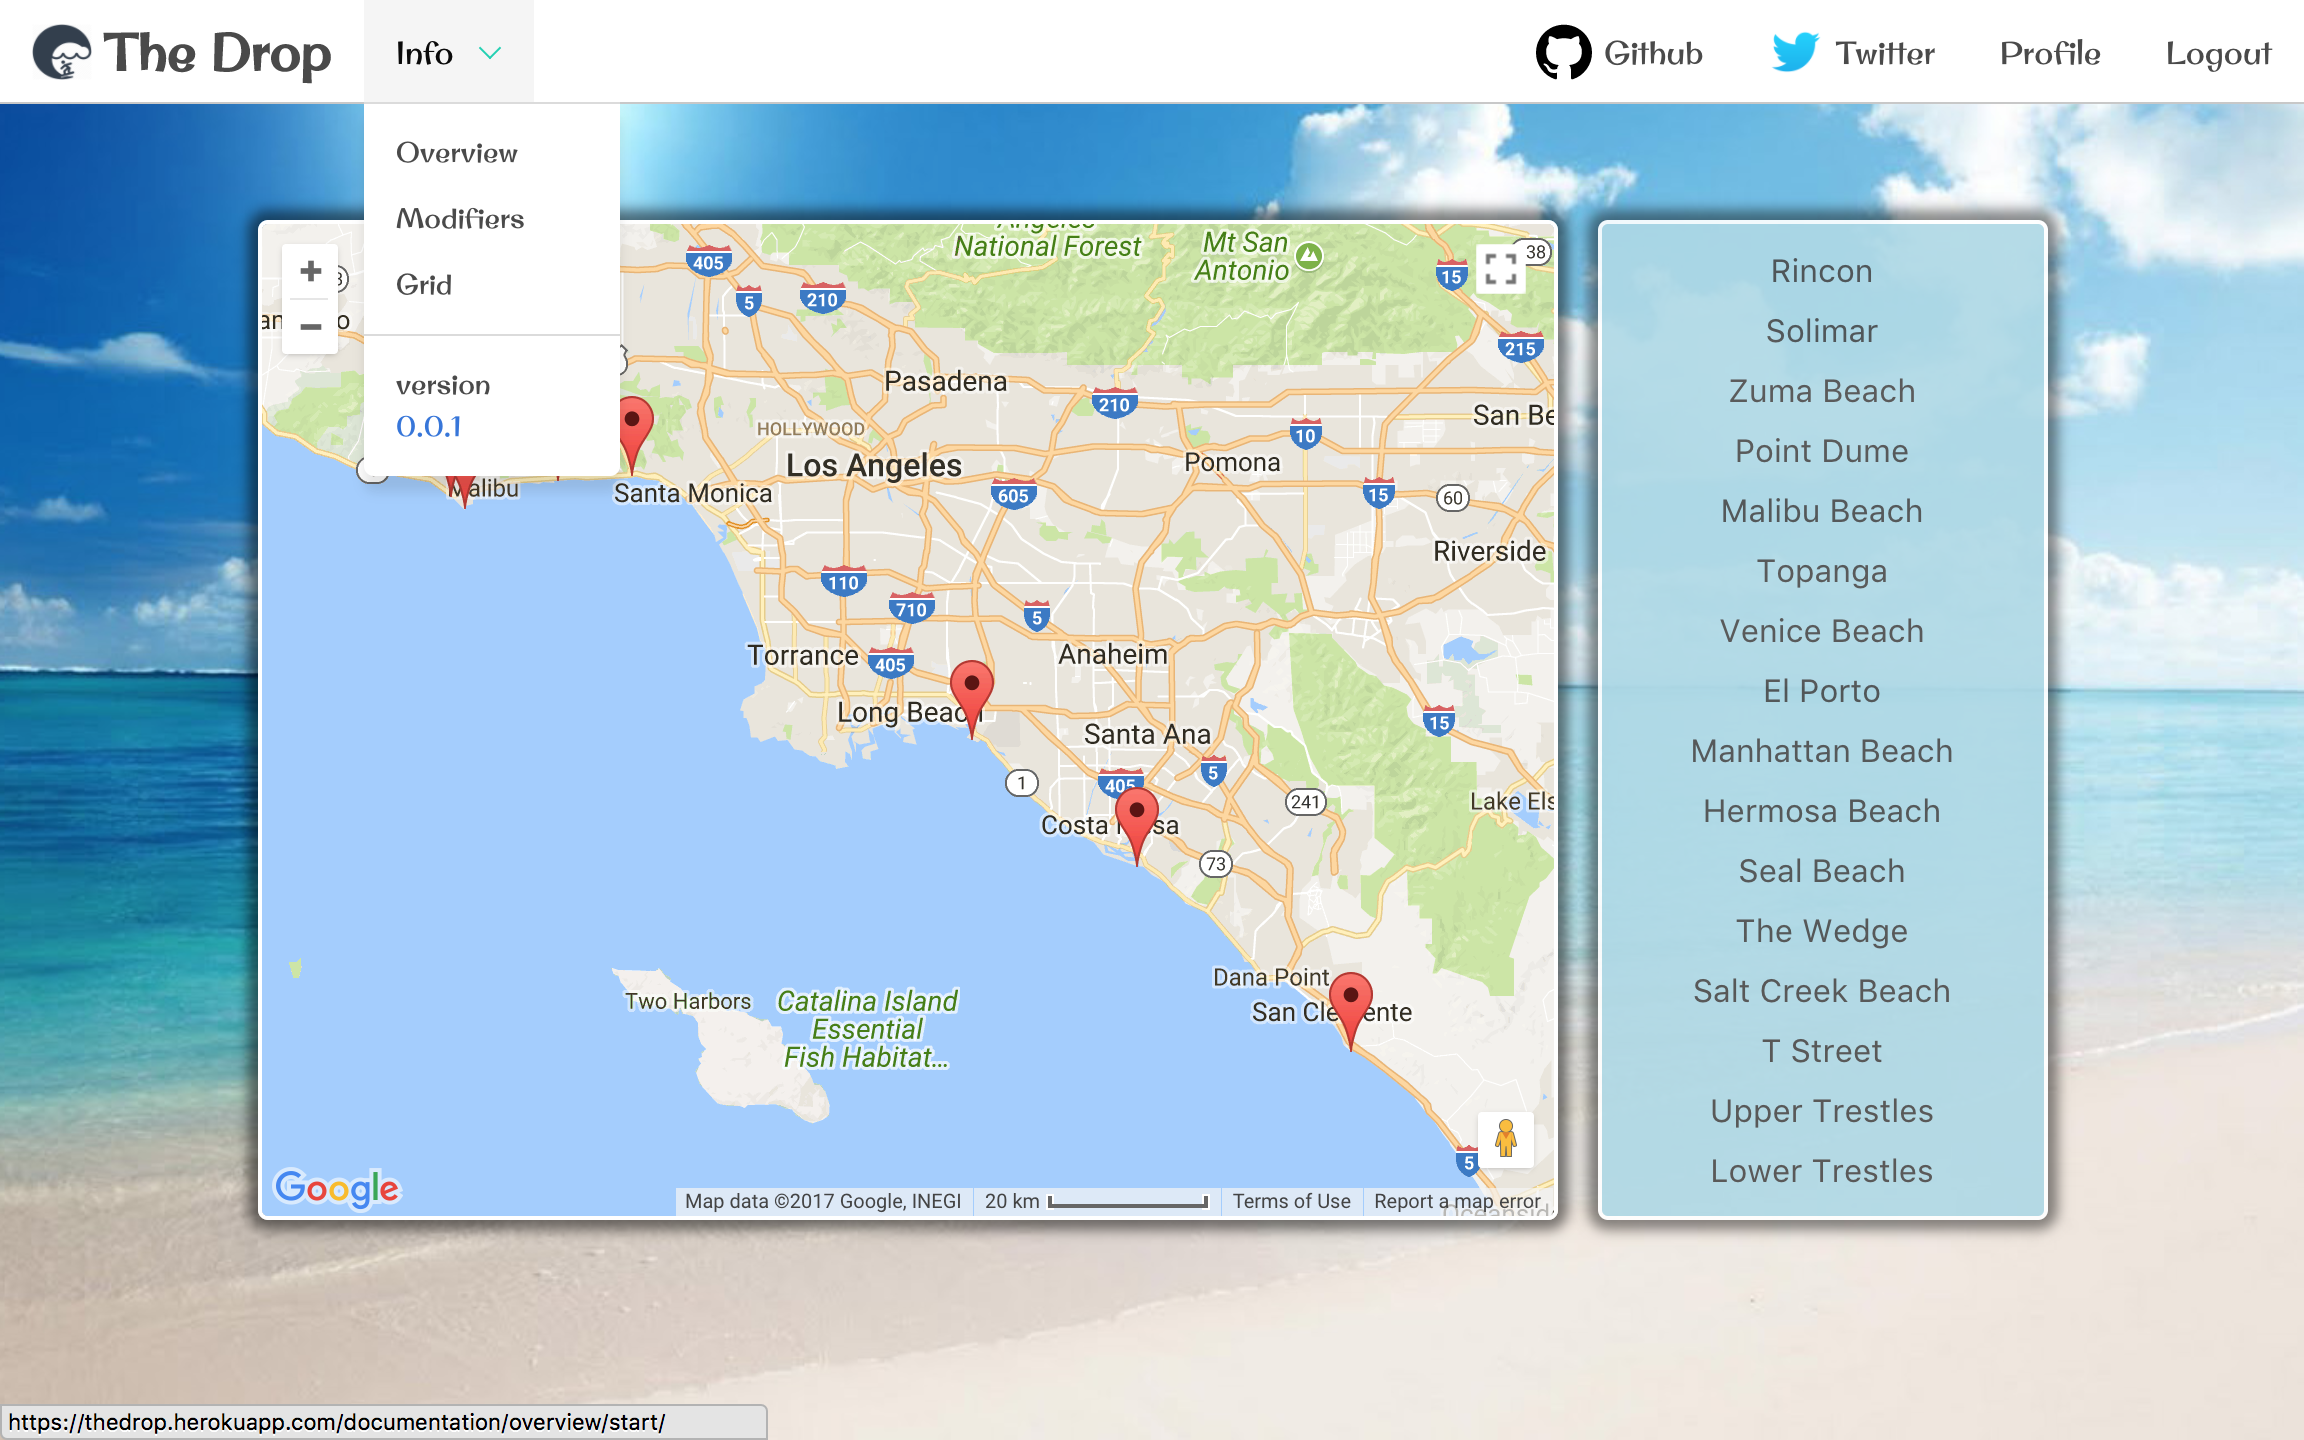 The Drop
Info
Github
Twitter
Profile
Logout
Overview
Modifiers
Grid
version
0.0.1
Angeles
National Forest
Mt San
Antonio
38
405
5
210
15
215
Pasadena
210
HOLLYWOOD
10
San Be
Los Angeles
Pomona
Malibu
Santa Monica
605
15
60
Riverside
110
710
5
Torrance
405
Anaheim
Long Beach
Santa Ana
15
1
405
5
241
Lake Els
Costa Mesa
73
Dana Point
San Clemente
Two Harbors
Catalina Island
Essential
Fish Habitat...
5
Google
Map data ©2017 Google, INEGI
20 km
Terms of Use
Report a map error
Rincon
Solimar
Zuma Beach
Point Dume
Malibu Beach
Topanga
Venice Beach
El Porto
Manhattan Beach
Hermosa Beach
Seal Beach
The Wedge
Salt Creek Beach
T Street
Upper Trestles
Lower Trestles
https://thedrop.herokuapp.com/documentation/overview/start/